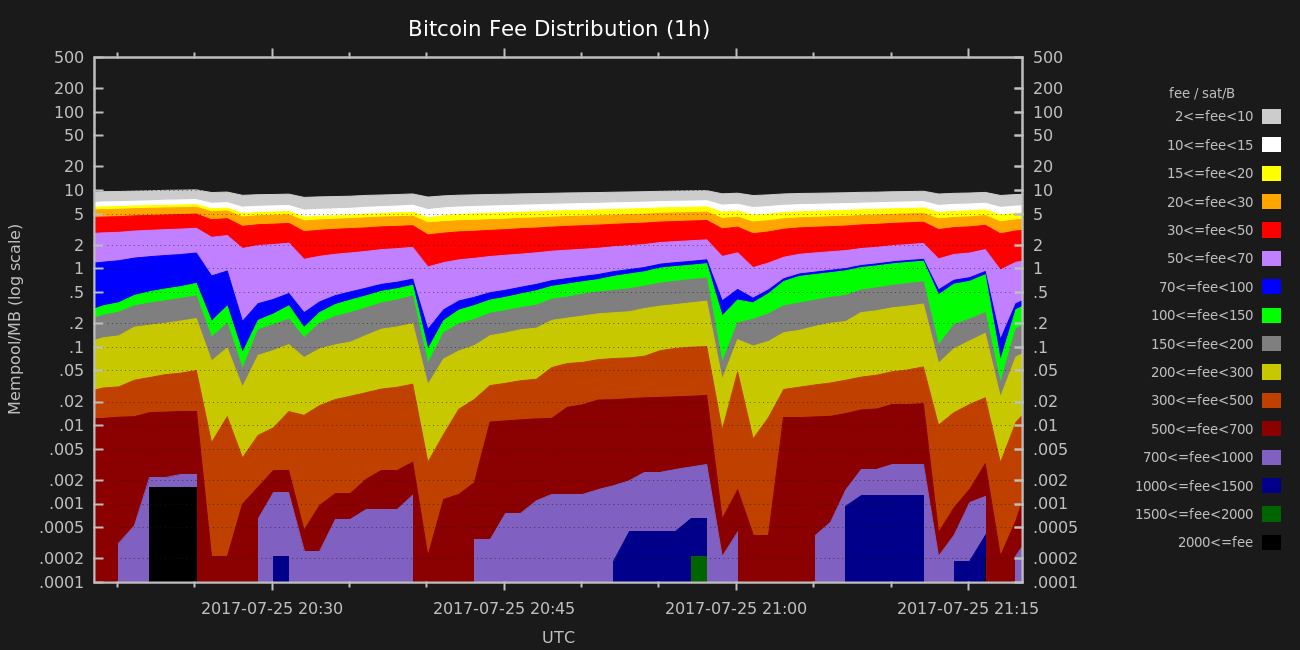 Bitcoin Fee Distribution (1h)
Mempool/MB (log scale)
500
200
100
50
20
10
5
2
1
.5
.2
.1
.05
.02
.01
.005
.002
.001
.0005
.0002
.0001
500
200
100
50
20
10
5
2
1
.5
.2
.1
.05
.02
.01
.005
.002
.001
.0005
.0002
.0001
2017-07-25 20:30
2017-07-25 20:45
2017-07-25 21:00
2017-07-25 21:15
UTC
fee / sat/B
2<=fee<10
10<=fee<15
15<=fee<20
20<=fee<30
30<=fee<50
50<=fee<70
70<=fee<100
100<=fee<150
150<=fee<200
200<=fee<300
300<=fee<500
500<=fee<700
700<=fee<1000
1000<=fee<1500
1500<=fee<2000
2000<=fee